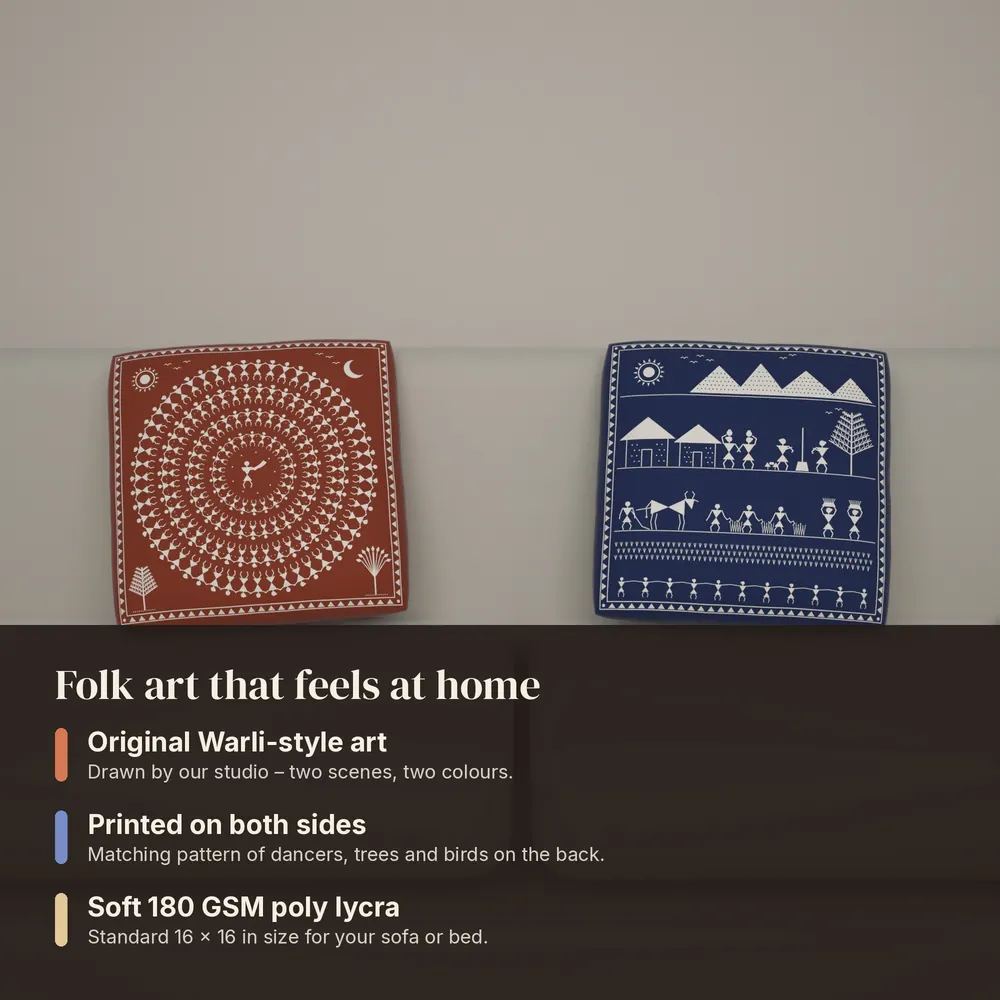 Folk art that feels at home
Original Warli-style art
Drawn by our studio – two scenes, two colours.
Printed on both sides
Matching pattern of dancers, trees and birds on the back.
Soft 180 GSM poly lycra
Standard 16 × 16 in size for your sofa or bed.